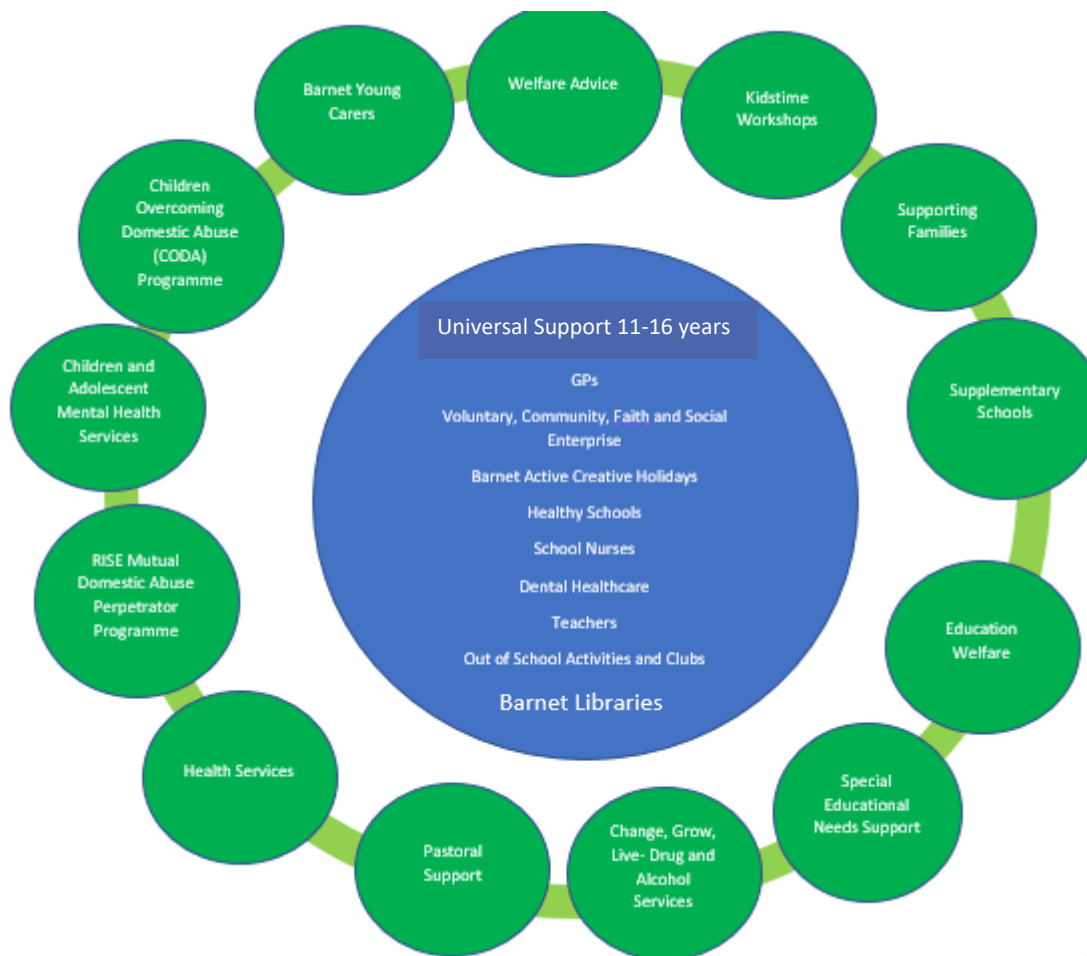 Welfare Advice
Kidstime
Workshops
Supporting
Families
Supplementary
Schools
Education
Welfare
Special
Educational
Needs Support
Change, Grow,
Live- Drug and
Alcohol
Services
Pastoral
Support
Health Services
RISE Mutual
Domestic Abuse
Perpetrator
Programme
Children and
Adolescent
Mental Health
Services
Children
Overcoming
Domestic Abuse
(CODA)
Programme
Barnet Young
Carers
Universal Support 11-16 years
GPs
Voluntary, Community, Faith and Social
Enterprise
Barnet Active Creative Holidays
Healthy Schools
School Nurses
Dental Healthcare
Teachers
Out of School Activities and Clubs
Barnet Libraries